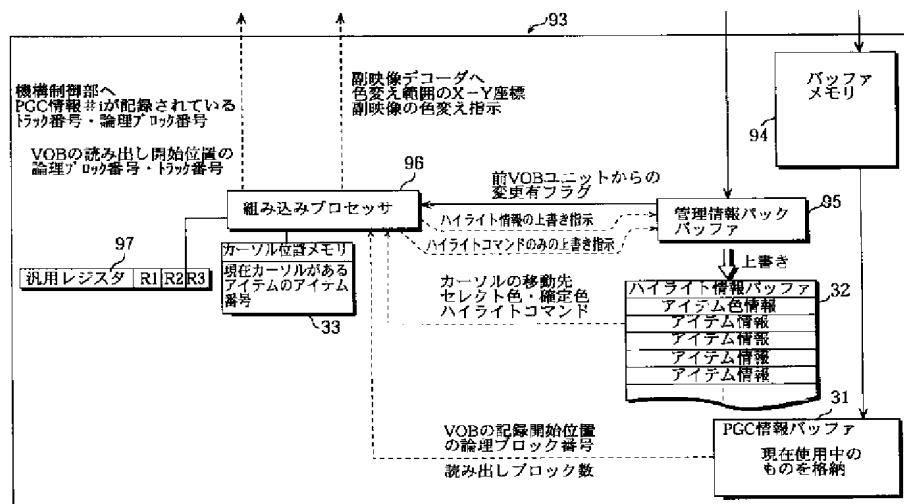 93
機構制御部へ
PGC情報#iが記録されている
トラック番号・論理ブロック番号
VOBの読み出し開始位置の
論理ブロック番号・トラック番号
副映像デコーダへ
色変え範囲のX-Y座標
副映像の色変え指示
バッファ
メモリ
94
96
組み込みプロセッサ
前VOBユニットからの
変更有フラグ
ハイライト情報の上書き指示
ハイライトコマンドのみの上書き指示
管理情報パック
バッファ
95
上書き
97
汎用レジスタ R1 R2 R3
カーソル位置メモリ
現在カーソルがある
アイテムのアイテム
番号
33
カーソルの移動先
セレクト色・確定色
ハイライトコマンド
ハイライト情報バッファ
32
アイテム色情報
アイテム情報
アイテム情報
アイテム情報
アイテム情報
31
VOBの記録開始位置
の論理ブロック番号
読み出しブロック数
PGC情報バッファ
現在使用中の
ものを格納